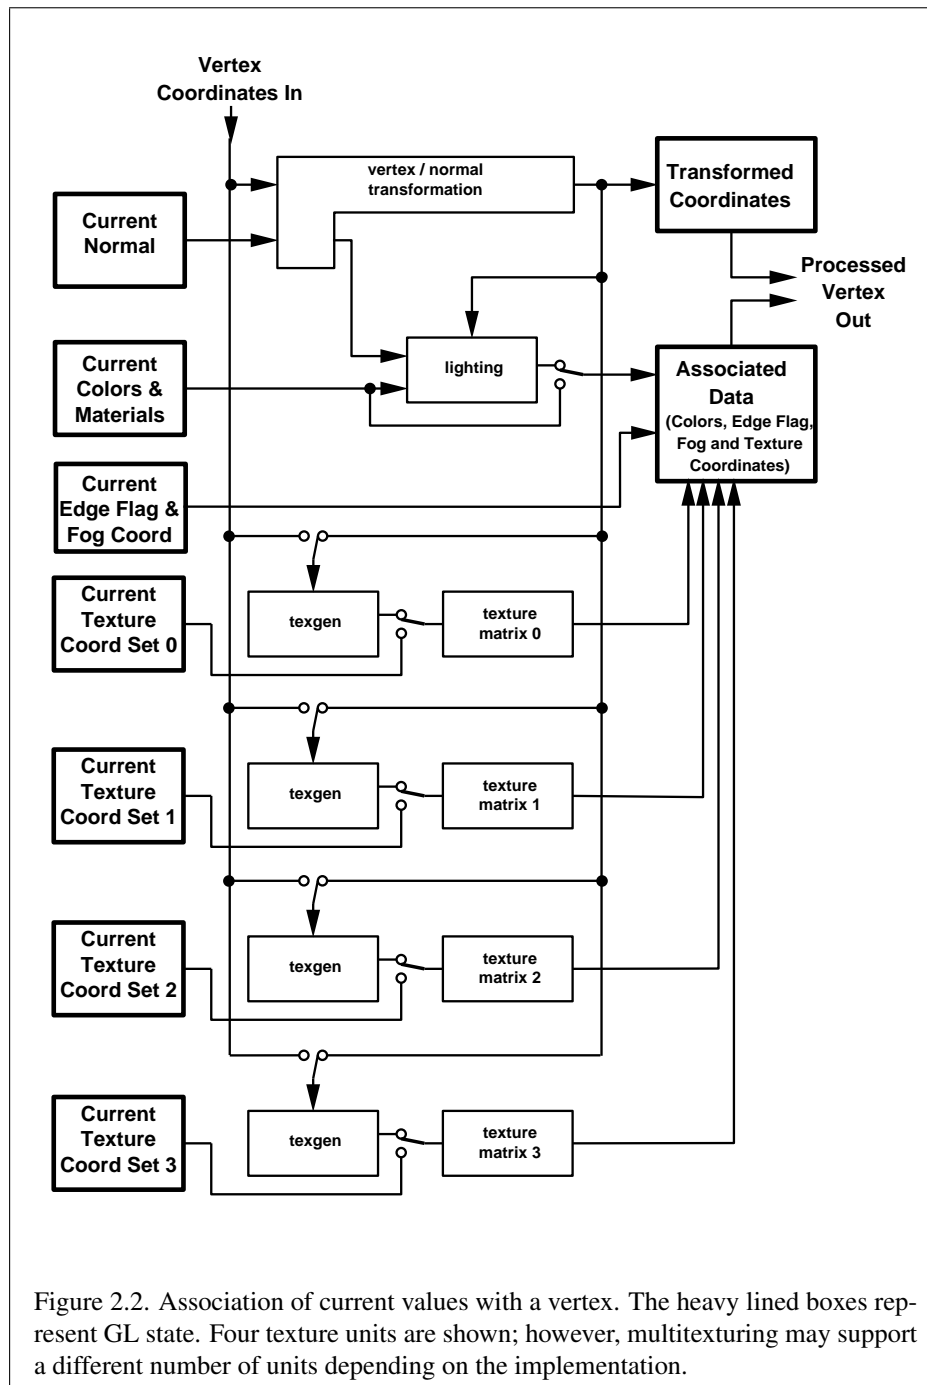 Vertex
Coordinates In
vertex / normal
transformation
Transformed
Coordinates
Current
Normal
Processed
Vertex
Out
Current
Colors &
Materials
lighting
Associated
Data
(Colors, Edge Flag,
Fog and Texture
Coordinates)
Current
Edge Flag &
Fog Coord
Current
Texture
Coord Set 0
texgen
texture
matrix 0
Current
Texture
Coord Set 1
texgen
texture
matrix 1
Current
Texture
Coord Set 2
texgen
texture
matrix 2
Current
Texture
Coord Set 3
texgen
texture
matrix 3
Figure 2.2. Association of current values with a vertex. The heavy lined boxes rep-
resent GL state. Four texture units are shown; however, multitexturing may support
a different number of units depending on the implementation.